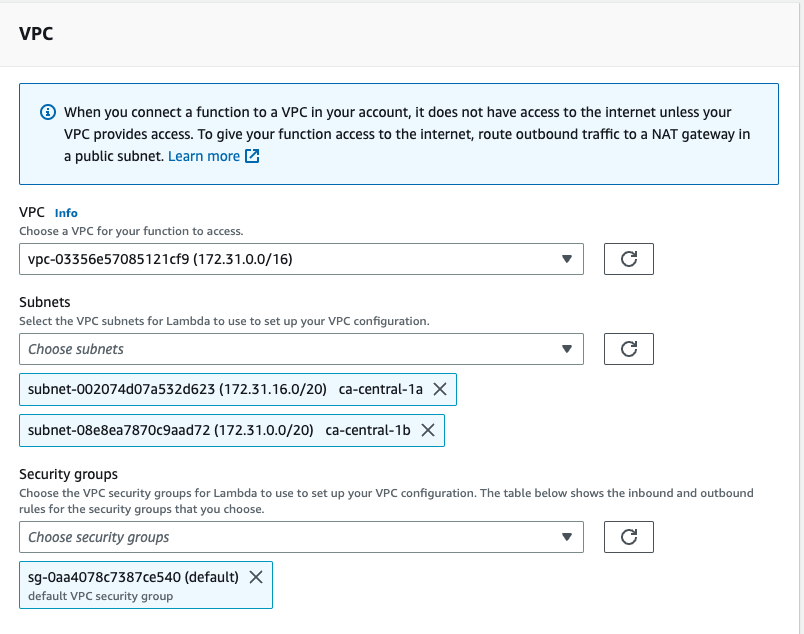 VPC
When you connect a function to a VPC in your account, it does not have access to the internet unless your
VPC provides access. To give your function access to the internet, route outbound traffic to a NAT gateway in
a public subnet. Learn more
VPC Info
Choose a VPC for your function to access.
vpc-03356e57085121cf9 (172.31.0.0/16)
Subnets
Select the VPC subnets for Lambda to use to set up your VPC configuration.
Choose subnets
subnet-002074d07a532d623 (172.31.16.0/20) ca-central-1a
subnet-08e8ea7870c9aad72 (172.31.0.0/20) ca-central-1b
Security groups
Choose the VPC security groups for Lambda to use to set up your VPC configuration. The table below shows the inbound and outbound
rules for the security groups that you choose.
Choose security groups
sg-0aa4078c7387ce540 (default)
default VPC security group